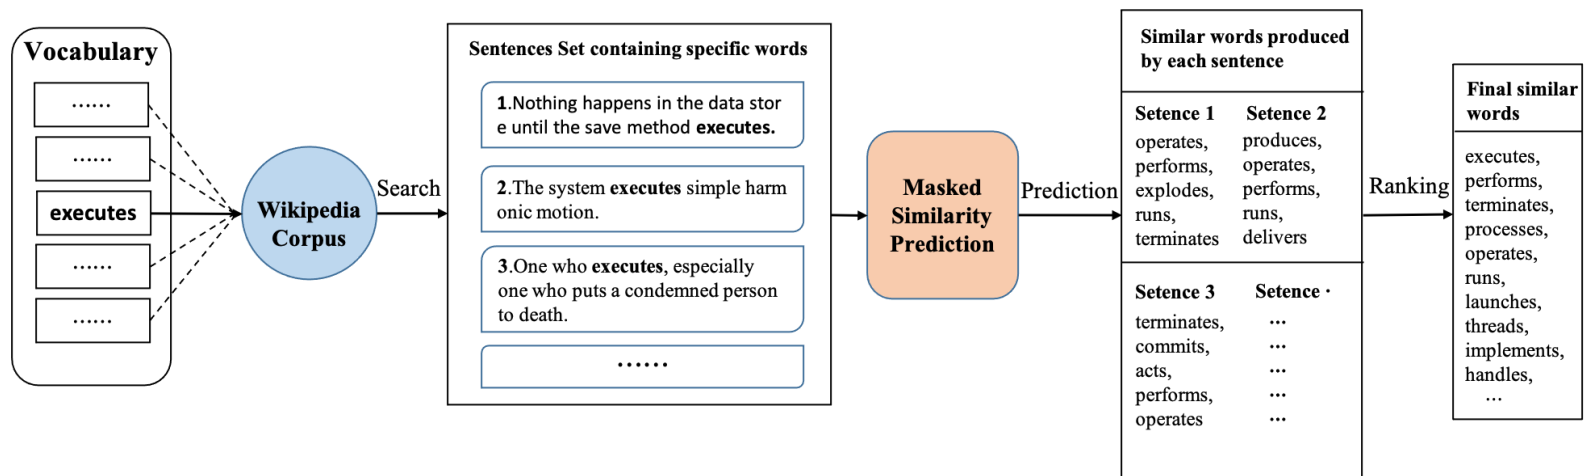 Vocabulary
......
......
executes
......
......
Wikipedia
Corpus
Search
Sentences Set containing specific words
1.Nothing happens in the data stor
e until the save method executes.
2.The system executes simple harm
onic motion.
3.One who executes, especially
one who puts a condemned person
to death.
......
Masked
Similarity
Prediction
Prediction
Similar words produced
by each sentence
Setence 1
operates,
performs,
explodes,
runs,
terminates
Setence 2
produces,
operates,
performs,
runs,
delivers
Setence 3
terminates,
commits,
acts,
performs,
operates
Setence ·
...
...
...
...
...
Ranking
Final similar
words
executes,
performs,
terminates,
processes,
operates,
runs,
launches,
threads,
implements,
handles,
...